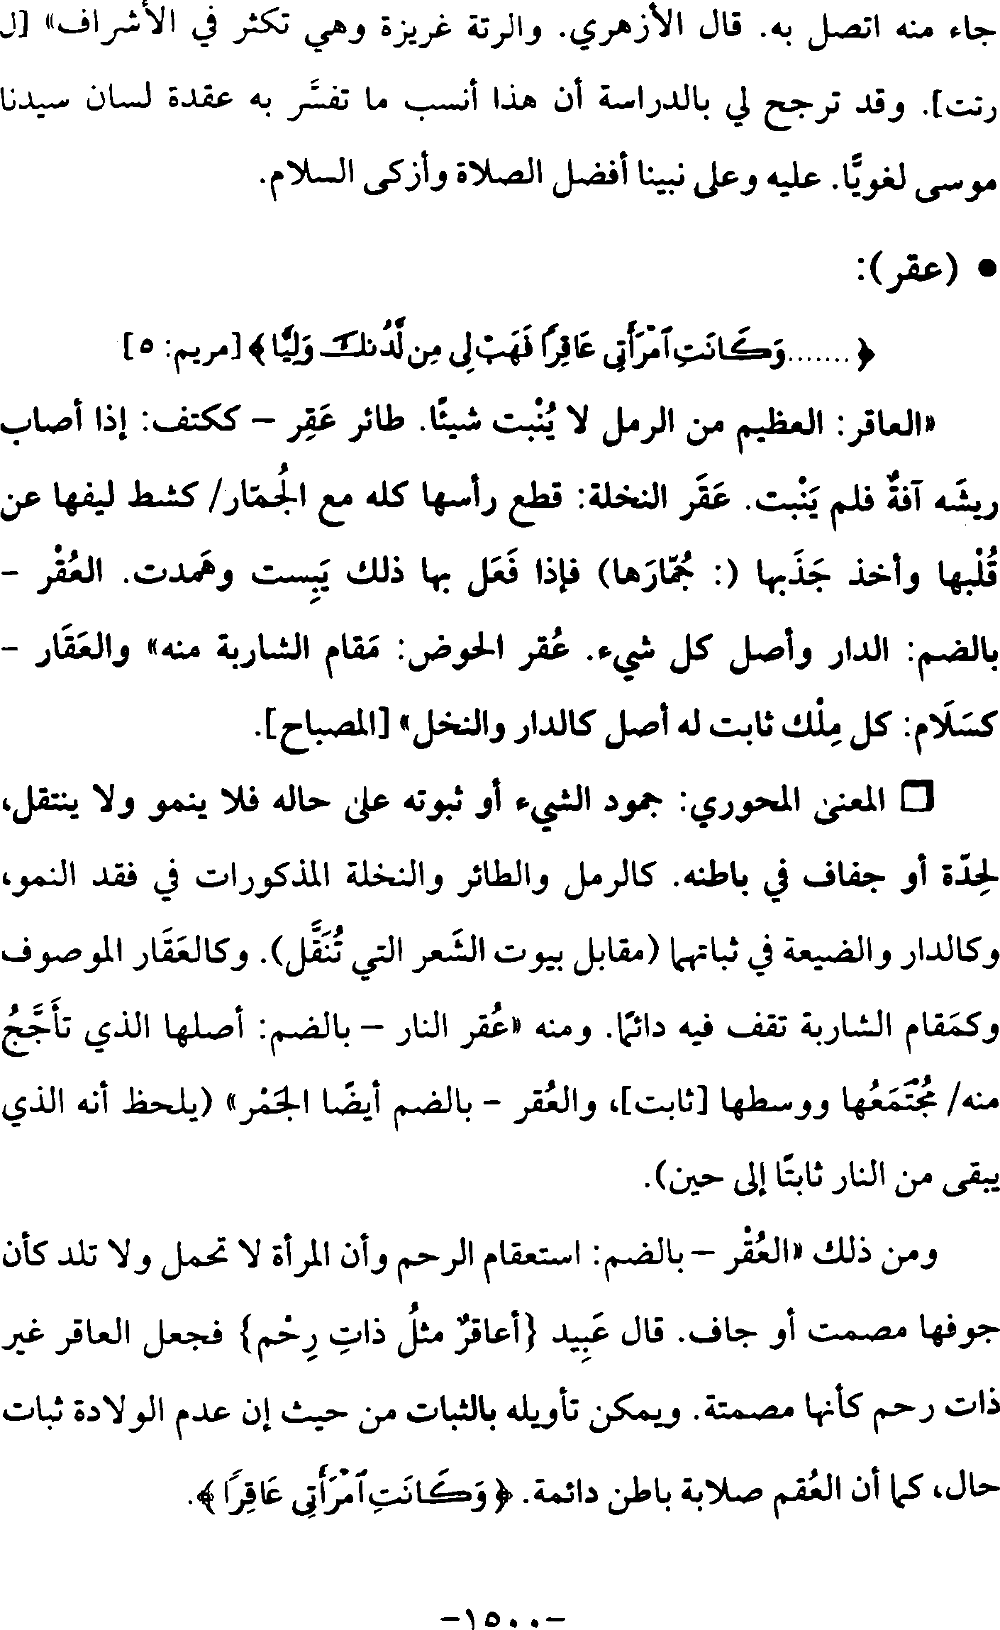 جاء منه اتصل به. قال الأزهري. والرتة غريزة وهي تكثر في الأشراف» [ل
رتت]. وقد ترجح لي بالدراسة أن هذا أنسب ما تفسَّر به عقدة لسان سيدنا
موسى لغويًّا. عليه وعلى نبينا أفضل الصلاة وأزكى السلام.
• (عقر):
﴿ .......وَكَانَتِ ٱمْرَأَتِى عَاقِرًا فَهَبْ لِى مِن لَّدُنكَ وَلِيًّا ﴾ [مريم: ٥]
«العاقر: العظيم من الرمل لا يُنْبت شيئًا. طائر عَقِر – ككتف: إذا أصاب
ريشَه آفةٌ فلم يَنْبت. عَقَر النخلة: قطع رأسها كله مع الجُمّار/ كشط ليفها عن
قُلْبها وأخذ جَذَبها (: جُمّارَها) فإذا فَعَل بها ذلك يَبِست وهَمدت. العُقْر –
بالضم: الدار وأصل كل شيء. عُقر الحوض: مَقام الشاربة منه» والعَقَار –
كسَلَام: كل مِلْك ثابت له أصل كالدار والنخل» [المصباح].
□ المعنى المحوري: جمود الشيء أو ثبوته على حاله فلا ينمو ولا ينتقل،
لحِدّة أو جفاف في باطنه. كالرمل والطائر والنخلة المذكورات في فقد النمو،
وكالدار والضيعة في ثباتهما (مقابل بيوت الشَعر التي تُنَقَّل). وكالعَقَار الموصوف
وكمَقام الشاربة تقف فيه دائمًا. ومنه «عُقر النار – بالضم: أصلها الذي تأَجَّجُ
منه/ مُجْتَمَعُها ووسطها [ثابت]، والعُقر – بالضم أيضًا الجَمْر» (يلحظ أنه الذي
يبقى من النار ثابتًا إلى حين).
ومن ذلك «العُقْر – بالضم: استعقام الرحم وأن المرأة لا تحمل ولا تلد كأن
جوفها مصمت أو جاف. قال عَبِيد {أعاقرٌ مثلُ ذاتِ رِحْم} فجعل العاقر غير
ذات رحم كأنها مصمتة. ويمكن تأويله بالثبات من حيث إن عدم الولادة ثبات
حال، كما أن العُقم صلابة باطن دائمة. ﴿ وَكَانَتِ ٱمْرَأَتِى عَاقِرًا ﴾.
-١٥٠٠-